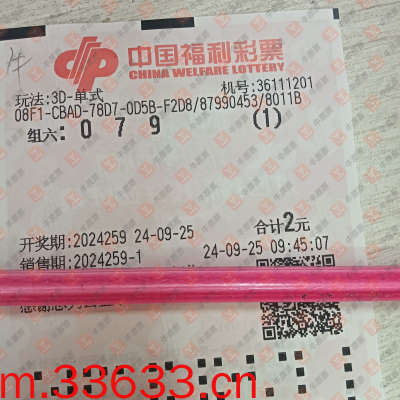 中国福利彩票
CHINA WELFARE LOTTERY
玩法:3D-单式 机号:36111201
08F1-CBAD-78D7-0D5B-F2D8/87990453/8011B
组六: 0 7 9 (1)
开奖期:2024259 24-09-25 合计2元
销售期:2024259-1 24-09-25 09:45:07
m.33633.cn